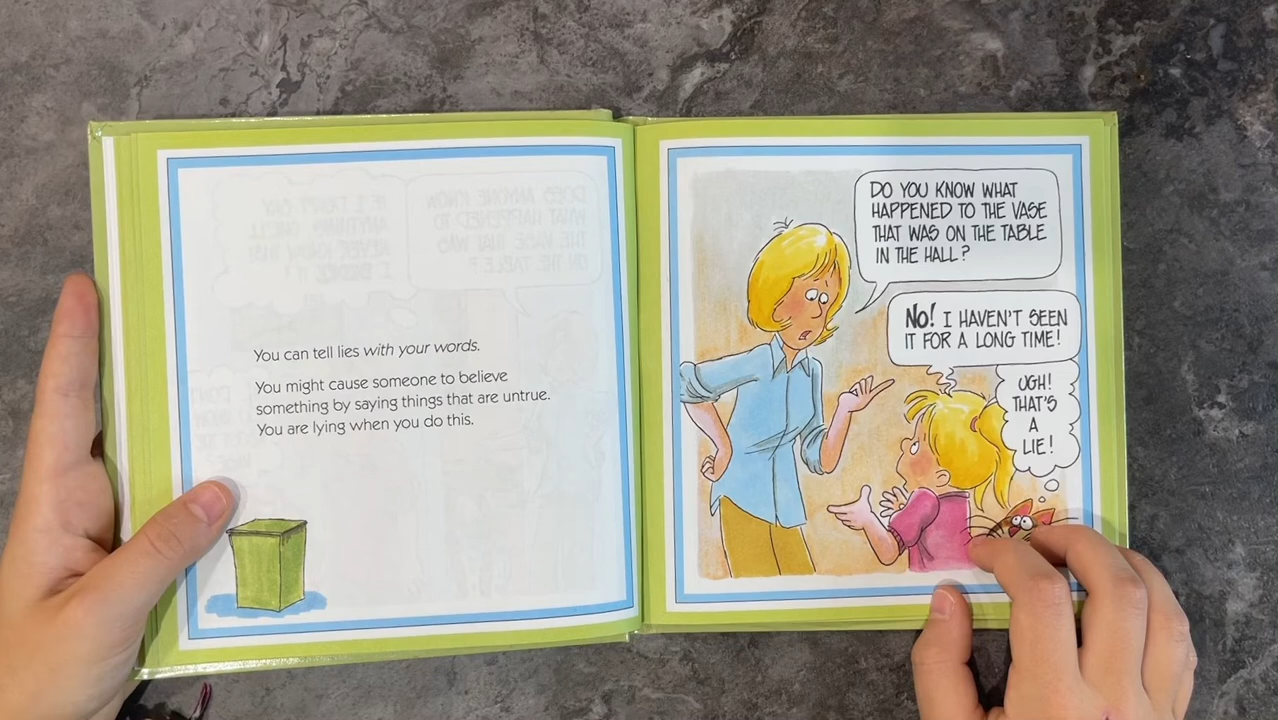 You can tell lies with your words.
You might cause someone to believe
something by saying things that are untrue.
You are lying when you do this.
DO YOU KNOW WHAT
HAPPENED TO THE VASE
THAT WAS ON THE TABLE
IN THE HALL?
NO! I HAVEN'T SEEN
IT FOR A LONG TIME!
UGH!
THAT'S
A
LIE!